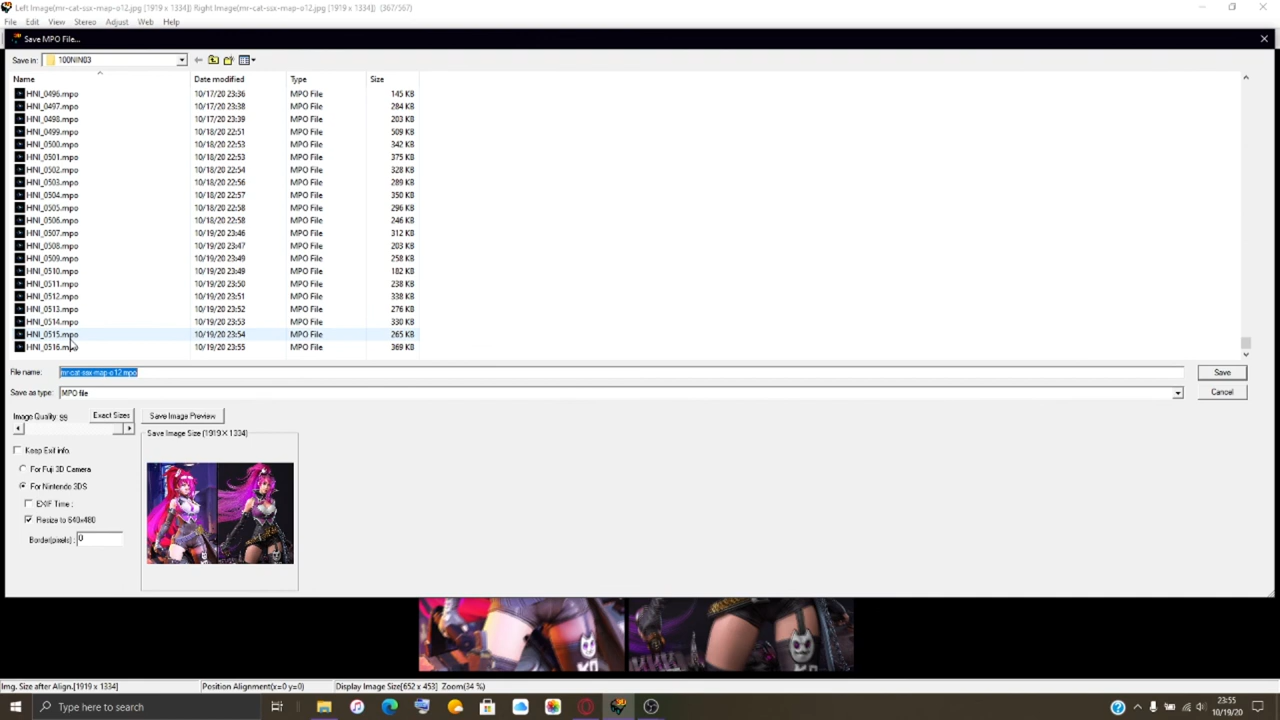 Left Image(mr-cat-ssx-map-o12.jpg [1919 x 1334]) Right Image(mr-cat-ssx-map-o12.jpg [1919 x 1334]) (367/567)
File Edit View Stereo Adjust Web Help
Save MPO File...
Save in: 100NIN03
Name Date modified Type Size
HNI_0496.mpo 10/17/20 23:36 MPO File 145 KB
HNI_0497.mpo 10/17/20 23:38 MPO File 284 KB
HNI_0498.mpo 10/17/20 23:39 MPO File 203 KB
HNI_0499.mpo 10/18/20 22:51 MPO File 509 KB
HNI_0500.mpo 10/18/20 22:53 MPO File 342 KB
HNI_0501.mpo 10/18/20 22:53 MPO File 375 KB
HNI_0502.mpo 10/18/20 22:54 MPO File 328 KB
HNI_0503.mpo 10/18/20 22:56 MPO File 289 KB
HNI_0504.mpo 10/18/20 22:57 MPO File 350 KB
HNI_0505.mpo 10/18/20 22:58 MPO File 296 KB
HNI_0506.mpo 10/18/20 22:58 MPO File 246 KB
HNI_0507.mpo 10/19/20 23:46 MPO File 312 KB
HNI_0508.mpo 10/19/20 23:47 MPO File 203 KB
HNI_0509.mpo 10/19/20 23:49 MPO File 258 KB
HNI_0510.mpo 10/19/20 23:49 MPO File 182 KB
HNI_0511.mpo 10/19/20 23:50 MPO File 238 KB
HNI_0512.mpo 10/19/20 23:51 MPO File 338 KB
HNI_0513.mpo 10/19/20 23:52 MPO File 276 KB
HNI_0514.mpo 10/19/20 23:53 MPO File 330 KB
HNI_0515.mpo 10/19/20 23:54 MPO File 265 KB
HNI_0516.mpo 10/19/20 23:55 MPO File 369 KB
File name: mr-cat-ssx-map-o12.mpo Save
Save as type: MPO file Cancel
Image Quality: 99 Exact Sizes Save Image Preview
Save Image Size (1919×1334)
Keep Exif info.
For Fuji 3D Camera
For Nintendo 3DS
EXIF Time :
Resize to 640x480
Border(pixels) : 0
Img. Size after Align.[1919 x 1334] Position Alignment(x=0 y=0) Display Image Size[652 x 453] Zoom(34 %)
Type here to search 23:55
10/19/20